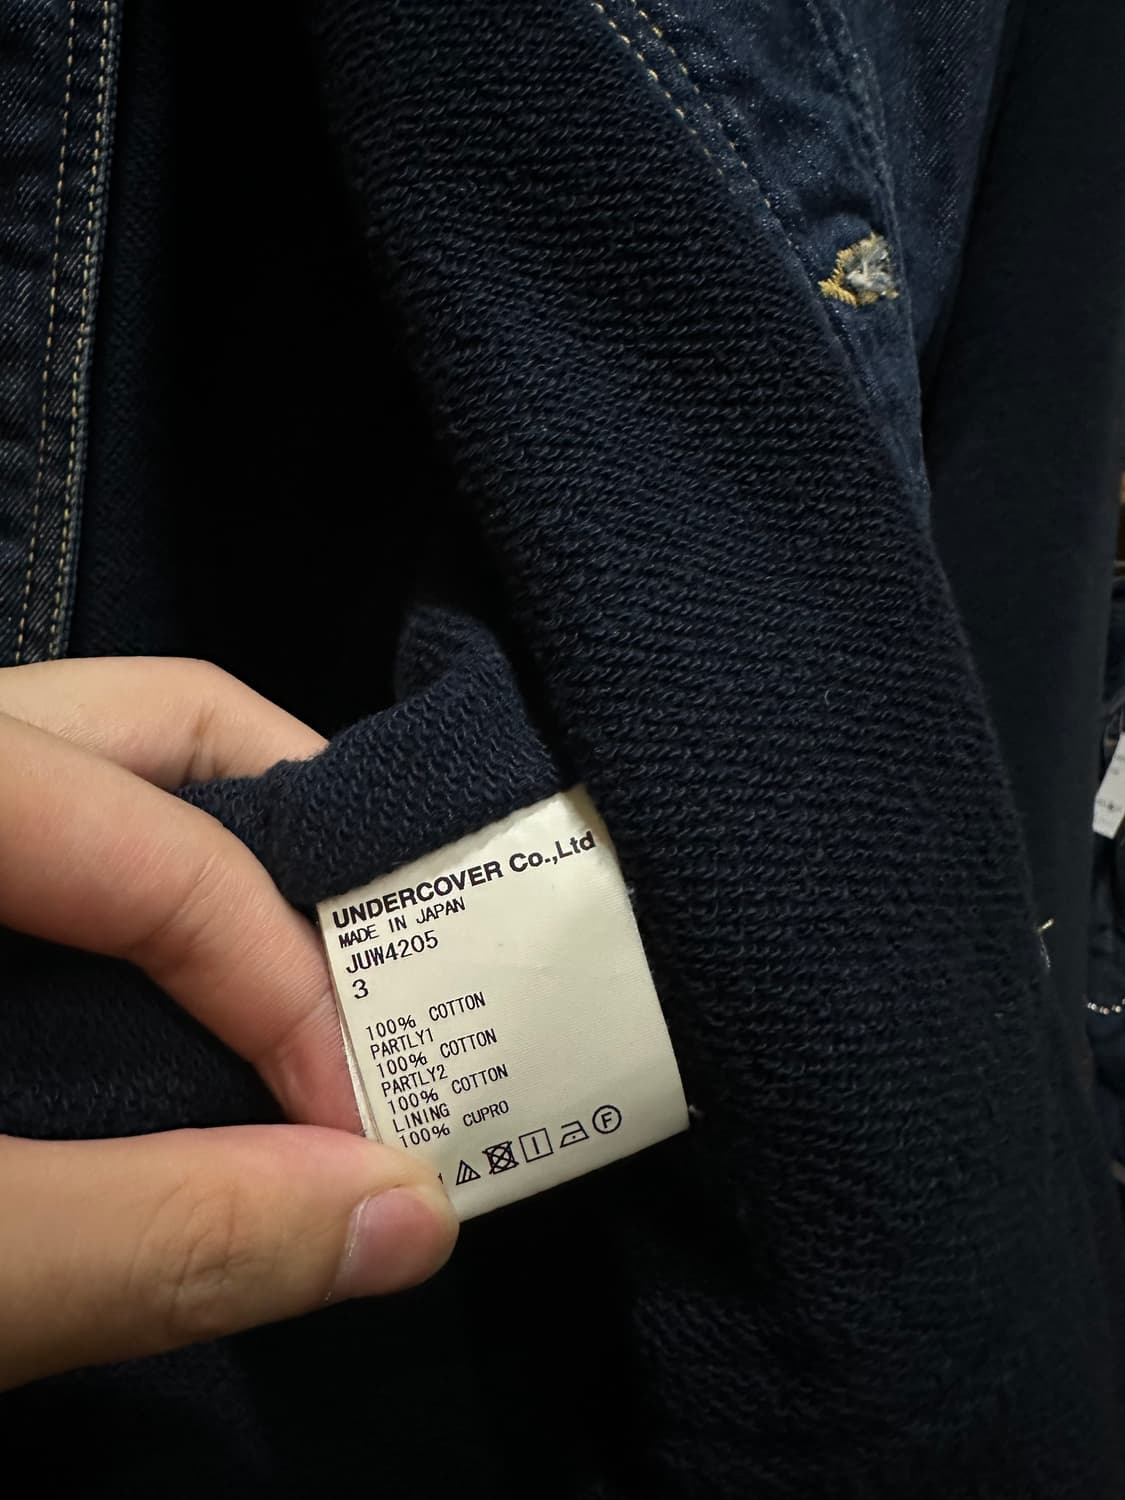 UNDERCOVER Co.,Ltd
MADE IN JAPAN
JUW4205
3
100% COTTON
PARTLY1
100% COTTON
PARTLY2
100% COTTON
LINING
100% CUPRO
F